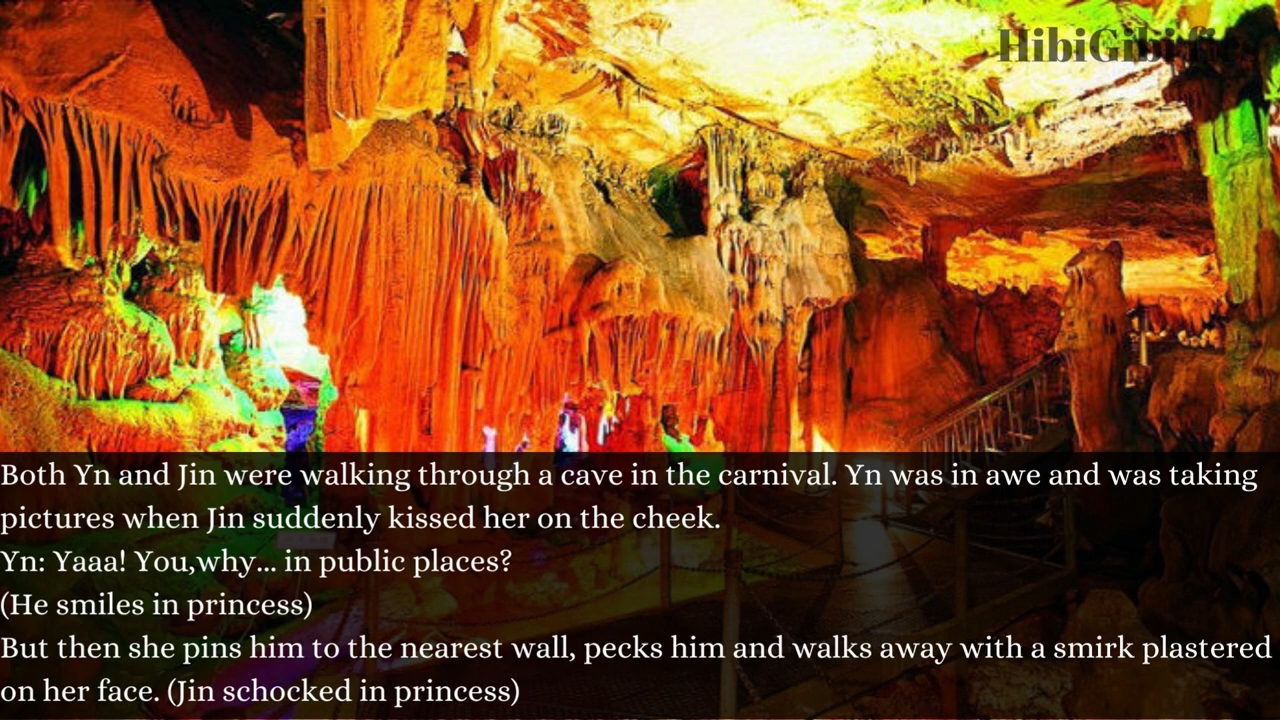 HibiGibi
Both Yn and Jin were walking through a cave in the carnival. Yn was in awe and was taking
pictures when Jin suddenly kissed her on the cheek.
Yn: Yaaa! You,why... in public places?
(He smiles in princess)
But then she pins him to the nearest wall, pecks him and walks away with a smirk plastered
on her face. (Jin schocked in princess)